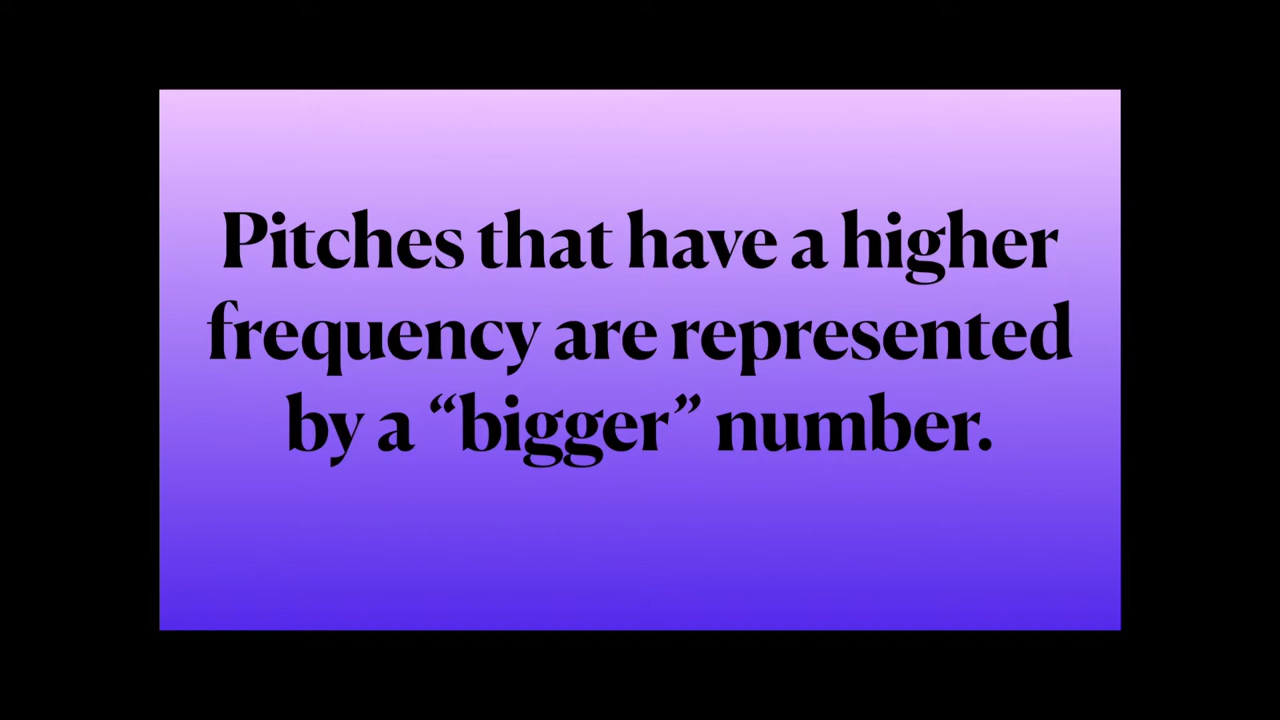 Pitches that have a higher
frequency are represented
by a “bigger” number.